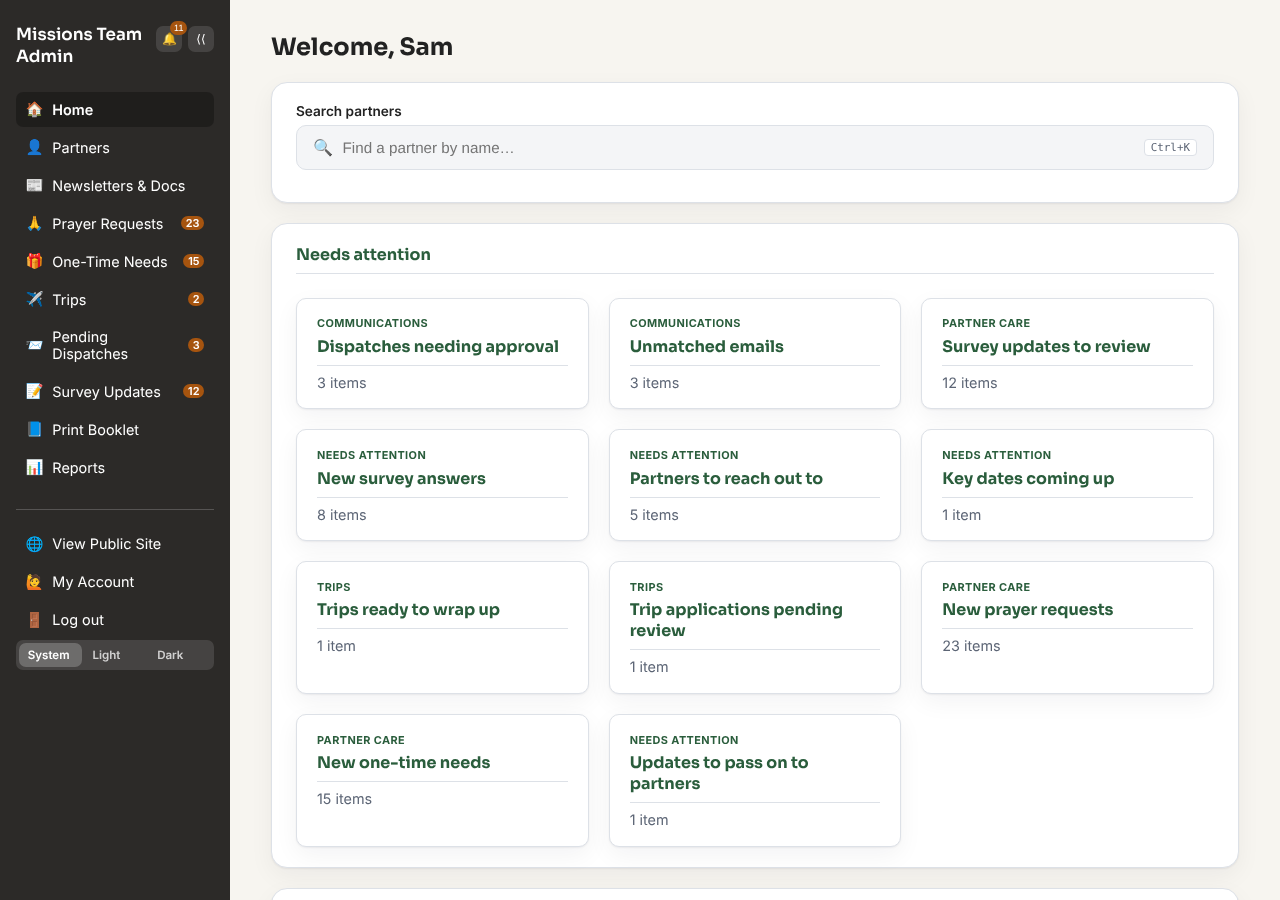 Missions Team
Admin
11
⟨⟨
Home
Partners
Newsletters & Docs
Prayer Requests 23
One-Time Needs 15
Trips 2
Pending
Dispatches 3
Survey Updates 12
Print Booklet
Reports
View Public Site
My Account
Log out
System Light Dark
Welcome, Sam
Search partners
Find a partner by name…
Ctrl+K
Needs attention
COMMUNICATIONS
Dispatches needing approval
3 items
COMMUNICATIONS
Unmatched emails
3 items
PARTNER CARE
Survey updates to review
12 items
NEEDS ATTENTION
New survey answers
8 items
NEEDS ATTENTION
Partners to reach out to
5 items
NEEDS ATTENTION
Key dates coming up
1 item
TRIPS
Trips ready to wrap up
1 item
TRIPS
Trip applications pending
review
1 item
PARTNER CARE
New prayer requests
23 items
PARTNER CARE
New one-time needs
15 items
NEEDS ATTENTION
Updates to pass on to
partners
1 item